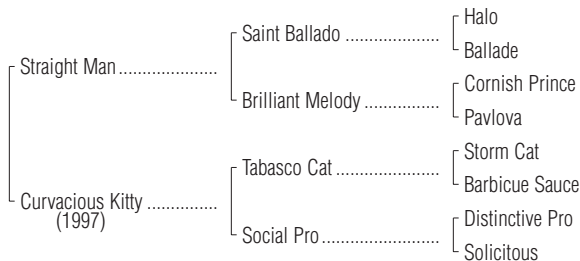 Halo
Saint Ballado ....................
Ballade
Straight Man.....................
Cornish Prince
Brilliant Melody ................
Pavlova
Storm Cat
Tabasco Cat ......................
Barbicue Sauce
Curvacious Kitty ...............
(1997)
Distinctive Pro
Social Pro.........................
Solicitous